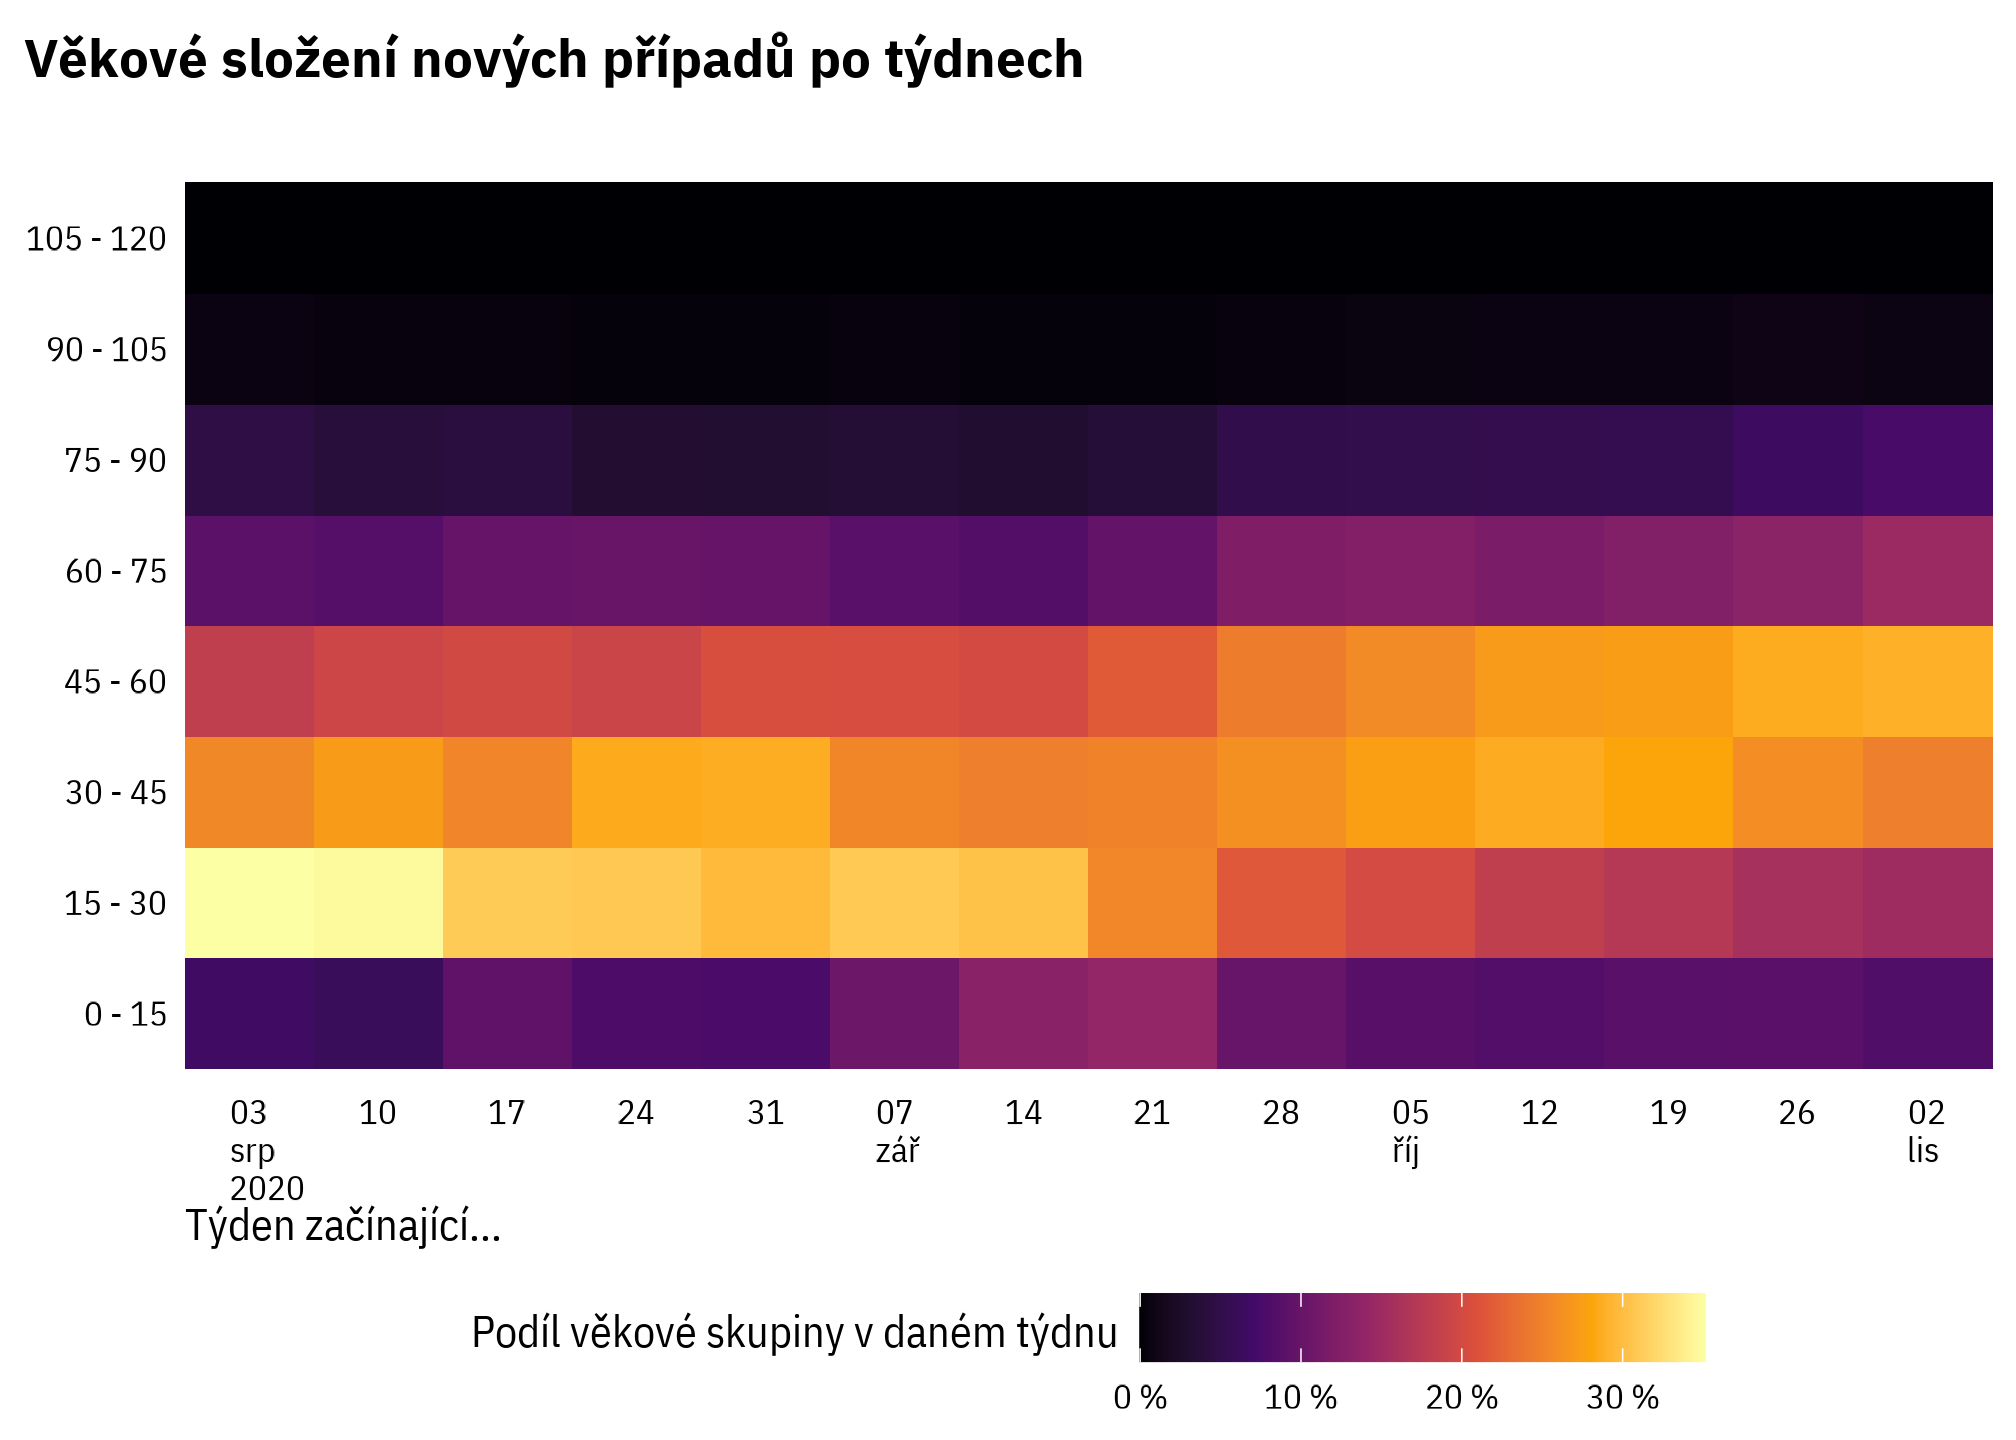 Věkové složení nových případů po týdnech
105 - 120
90 - 105
75 - 90
60 - 75
45 - 60
30 - 45
15 - 30
0 - 15
03 10 17 24 31 07 14 21 28 05 12 19 26 02
srp zář říj lis
2020
Týden začínající...
Podíl věkové skupiny v daném týdnu
0 % 10 % 20 % 30 %